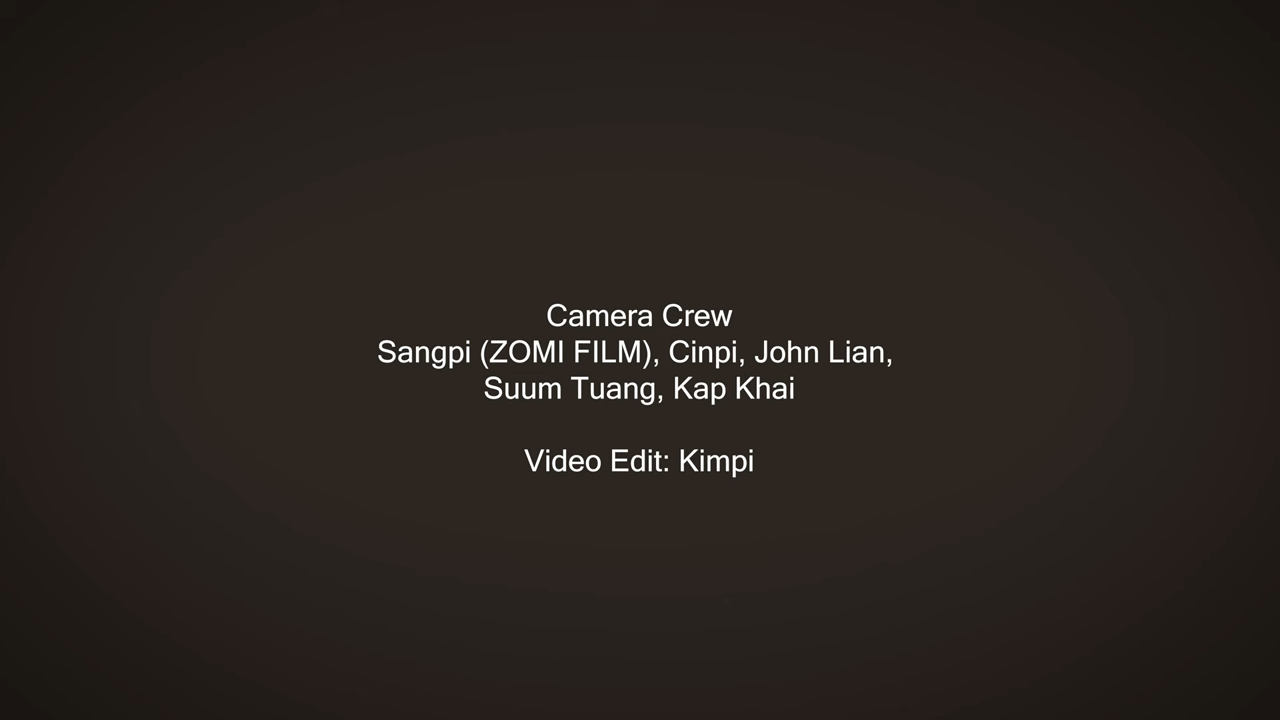 Camera Crew
Sangpi (ZOMI FILM), Cinpi, John Lian,
Suum Tuang, Kap Khai
Video Edit: Kimpi